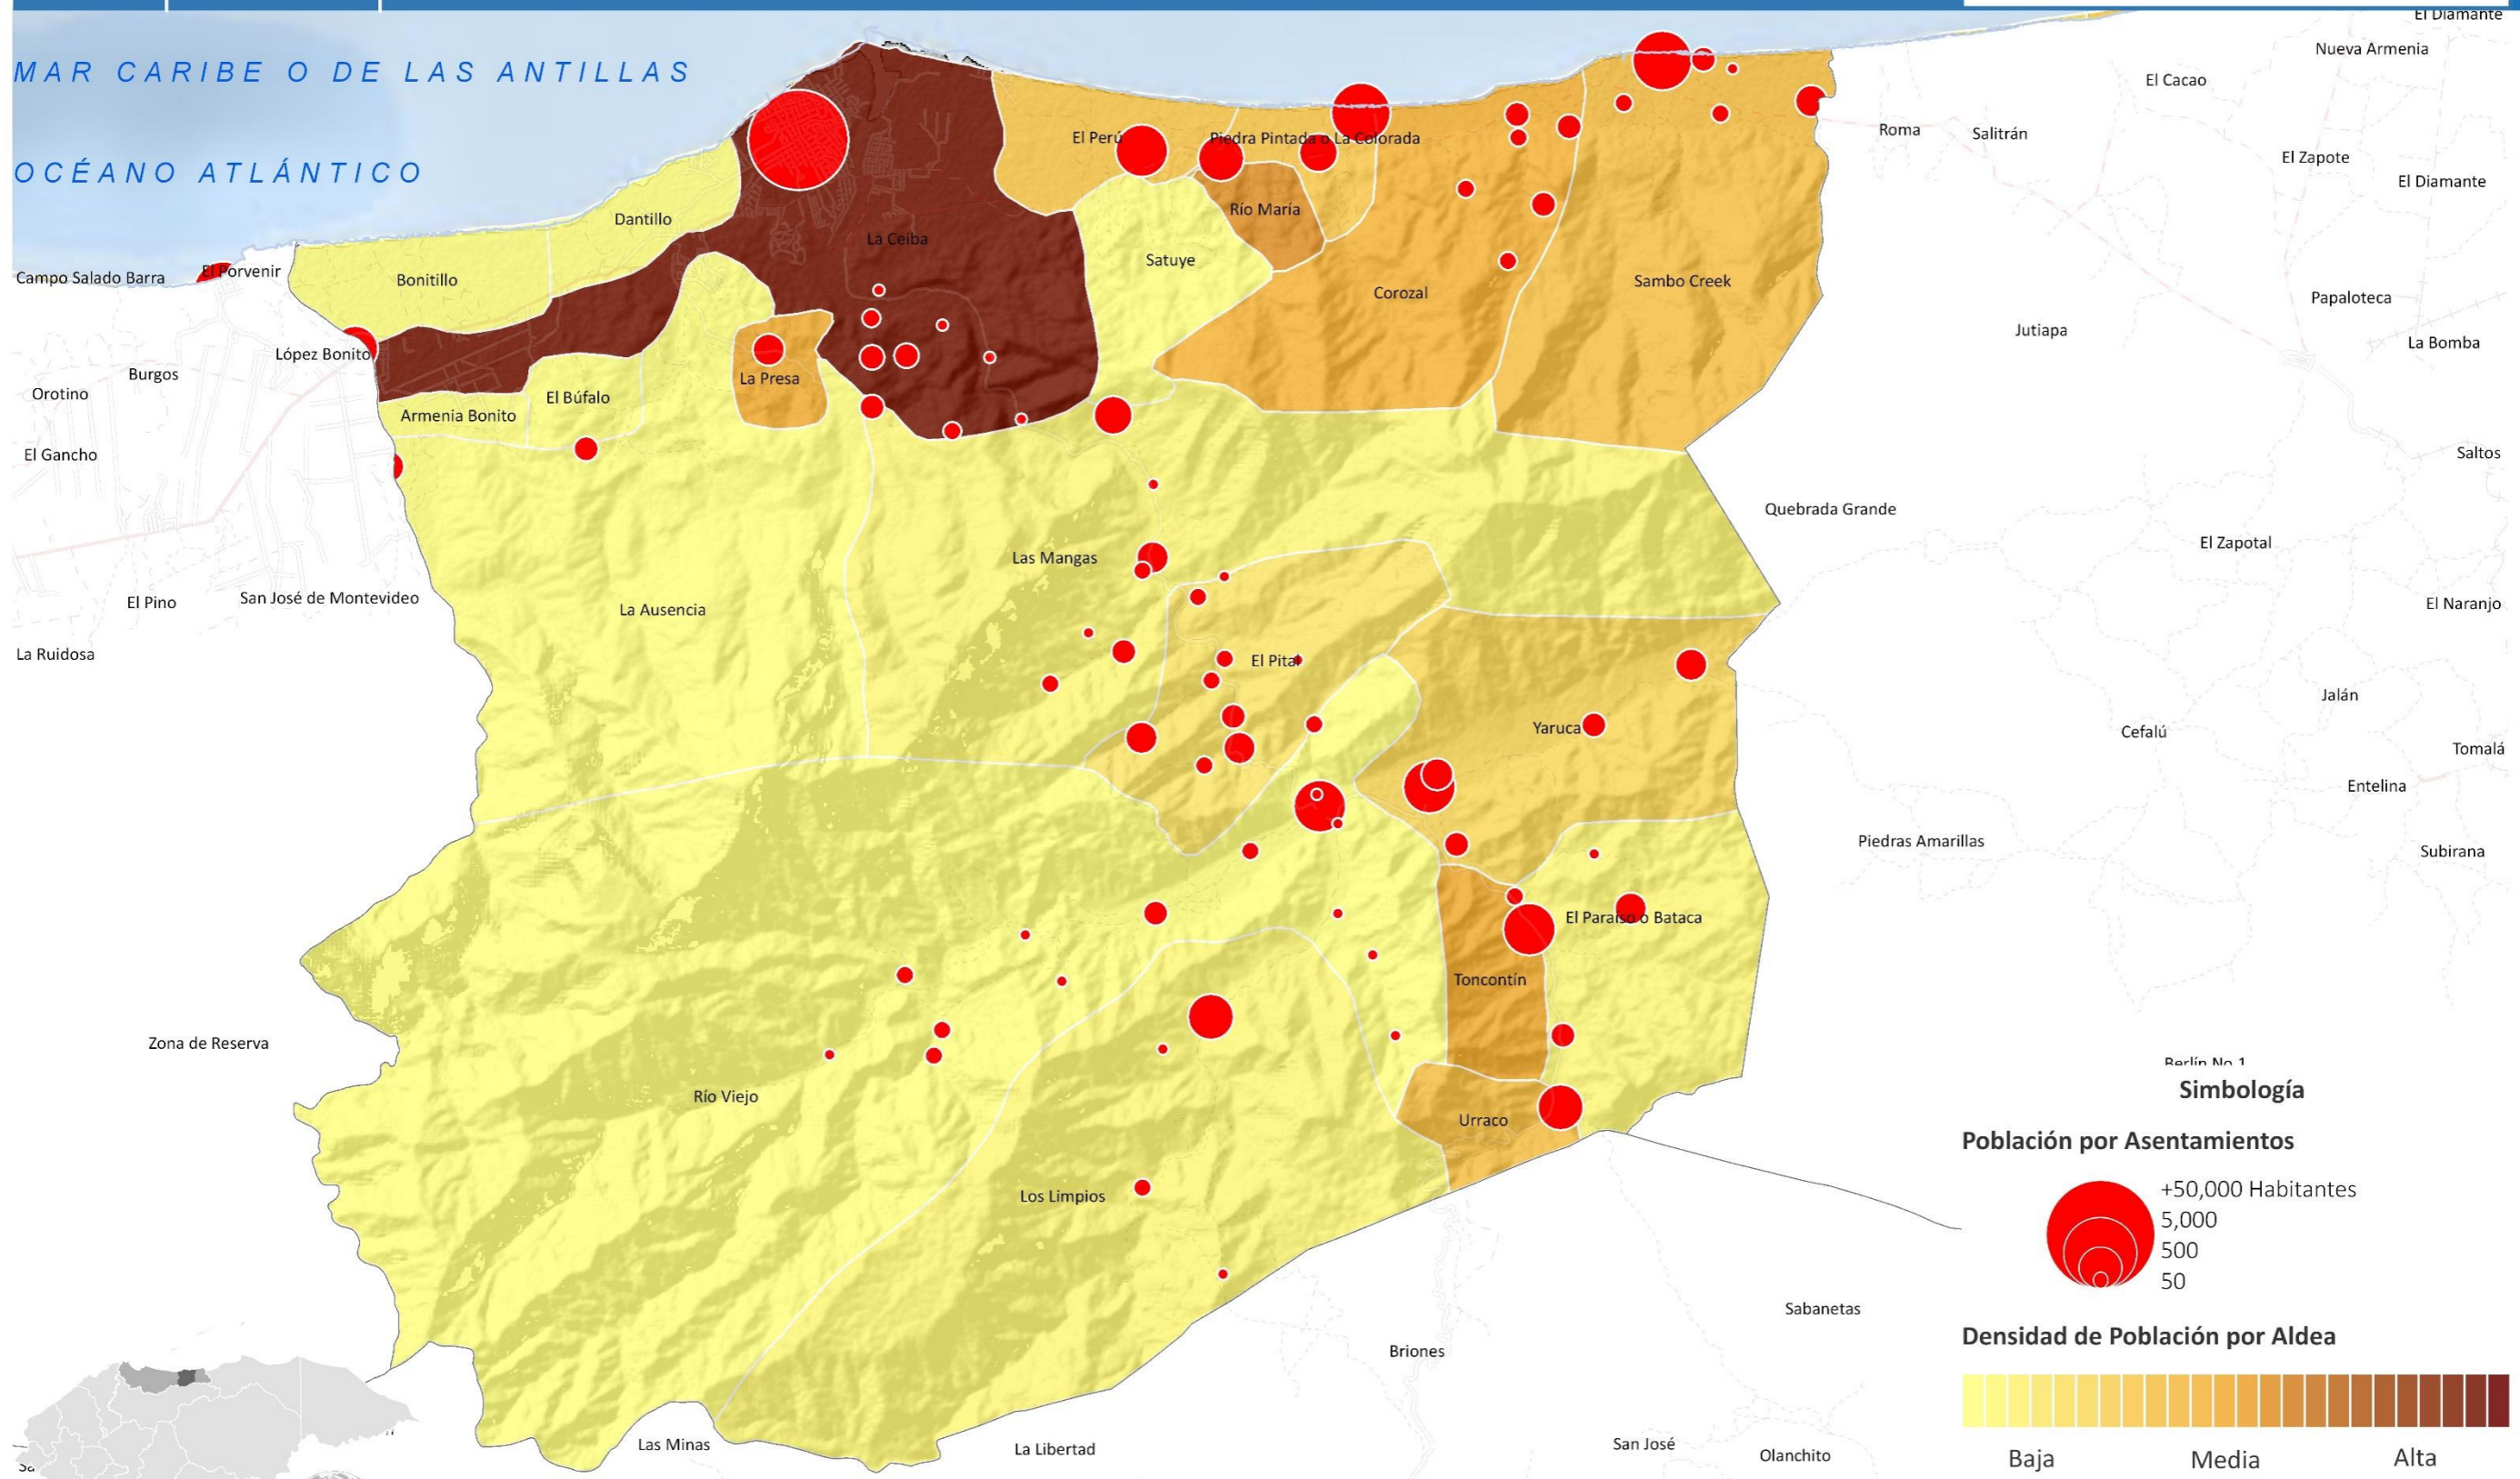 El Diamante
MAR CARIBE O DE LAS ANTILLAS
Nueva Armenia
El Cacao
Roma
Salitrán
El Perú
Piedra Pintada o La Colorada
El Zapote
OCÉANO ATLÁNTICO
El Diamante
Río María
Dantillo
La Ceiba
Satuye
Campo Salado Barra
El Porvenir
Bonitillo
Corozal
Sambo Creek
Papaloteca
Jutiapa
La Bomba
López Bonito
Burgos
La Presa
Orotino
El Búfalo
Armenia Bonito
El Gancho
Saltos
Quebrada Grande
El Zapotal
Las Mangas
El Pino
San José de Montevideo
La Ausencia
El Naranjo
La Ruidosa
El Pital
Jalán
Yaruca
Cefalú
Tomalá
Entelina
Piedras Amarillas
Subirana
El Paraíso o Bataca
Toncontín
Zona de Reserva
Berlín No.1
Río Viejo
Urraco
Los Limpios
Simbología
Población por Asentamientos
+50,000 Habitantes
5,000
500
50
Sabanetas
Briones
Densidad de Población por Aldea
Baja
Media
Alta
Las Minas
La Libertad
San José
Olanchito